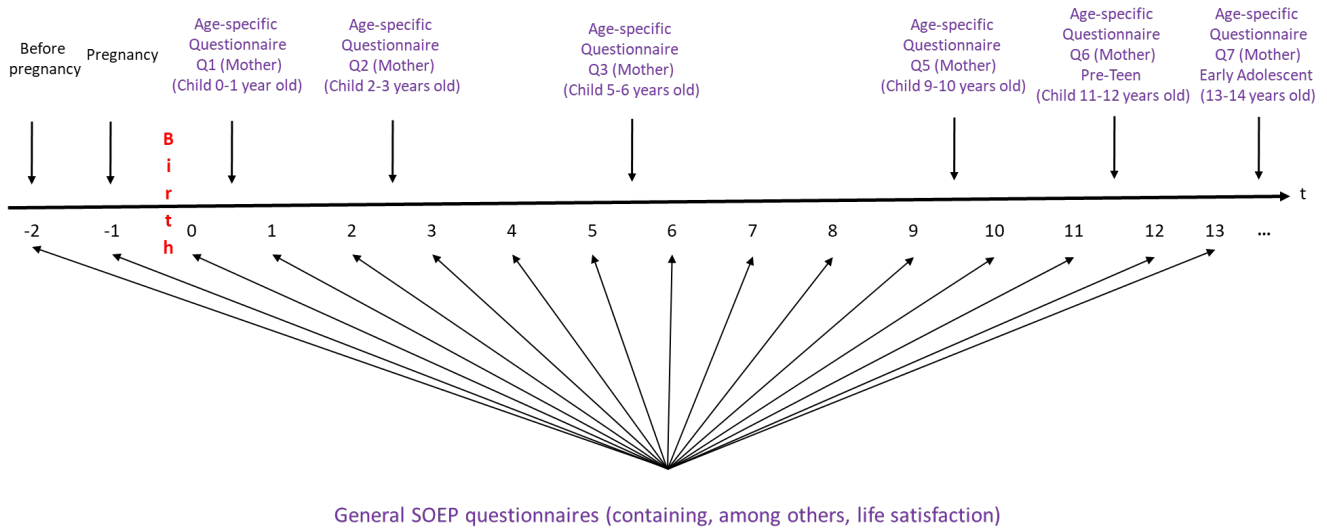 Before
pregnancy
Pregnancy
Age-specific
Questionnaire
Q1 (Mother)
(Child 0-1 year old)
Age-specific
Questionnaire
Q2 (Mother)
(Child 2-3 years old)
Age-specific
Questionnaire
Q3 (Mother)
(Child 5-6 years old)
Age-specific
Questionnaire
Q5 (Mother)
(Child 9-10 years old)
Age-specific
Questionnaire
Q6 (Mother)
Pre-Teen
(Child 11-12 years old)
Age-specific
Questionnaire
Q7 (Mother)
Early Adolescent
(13-14 years old)
Birth
t
-2 -1 0 1 2 3 4 5 6 7 8 9 10 11 12 13 ...
General SOEP questionnaires (containing, among others, life satisfaction)